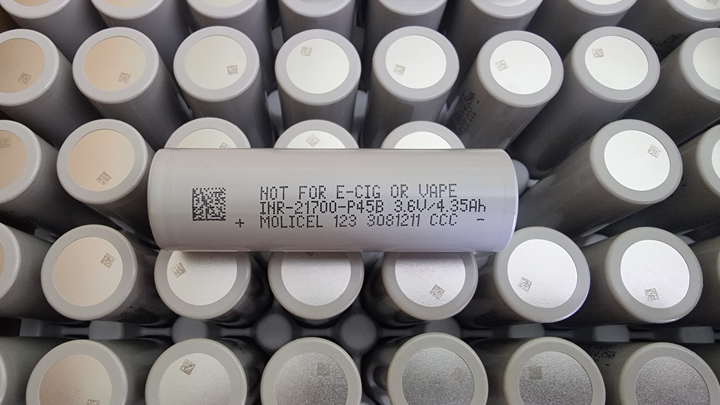 NOT FOR E-CIG OR VAPE
INR-21700-P45B 3.6V/4.35Ah
+ MOLICEL 123 3081211 CCC -